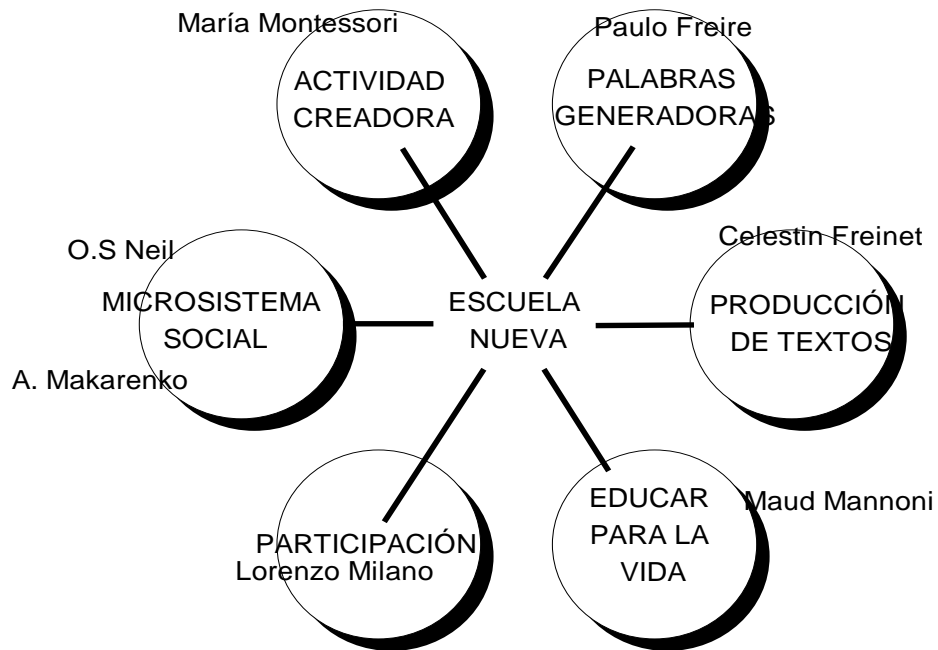 María Montessori
ACTIVIDAD
CREADORA
Paulo Freire
PALABRAS
GENERADORAS
O.S Neil
MICROSISTEMA
SOCIAL
A. Makarenko
ESCUELA
NUEVA
Celestin Freinet
PRODUCCIÓN
DE TEXTOS
PARTICIPACIÓN
Lorenzo Milano
EDUCAR
PARA LA
VIDA
Maud Mannoni